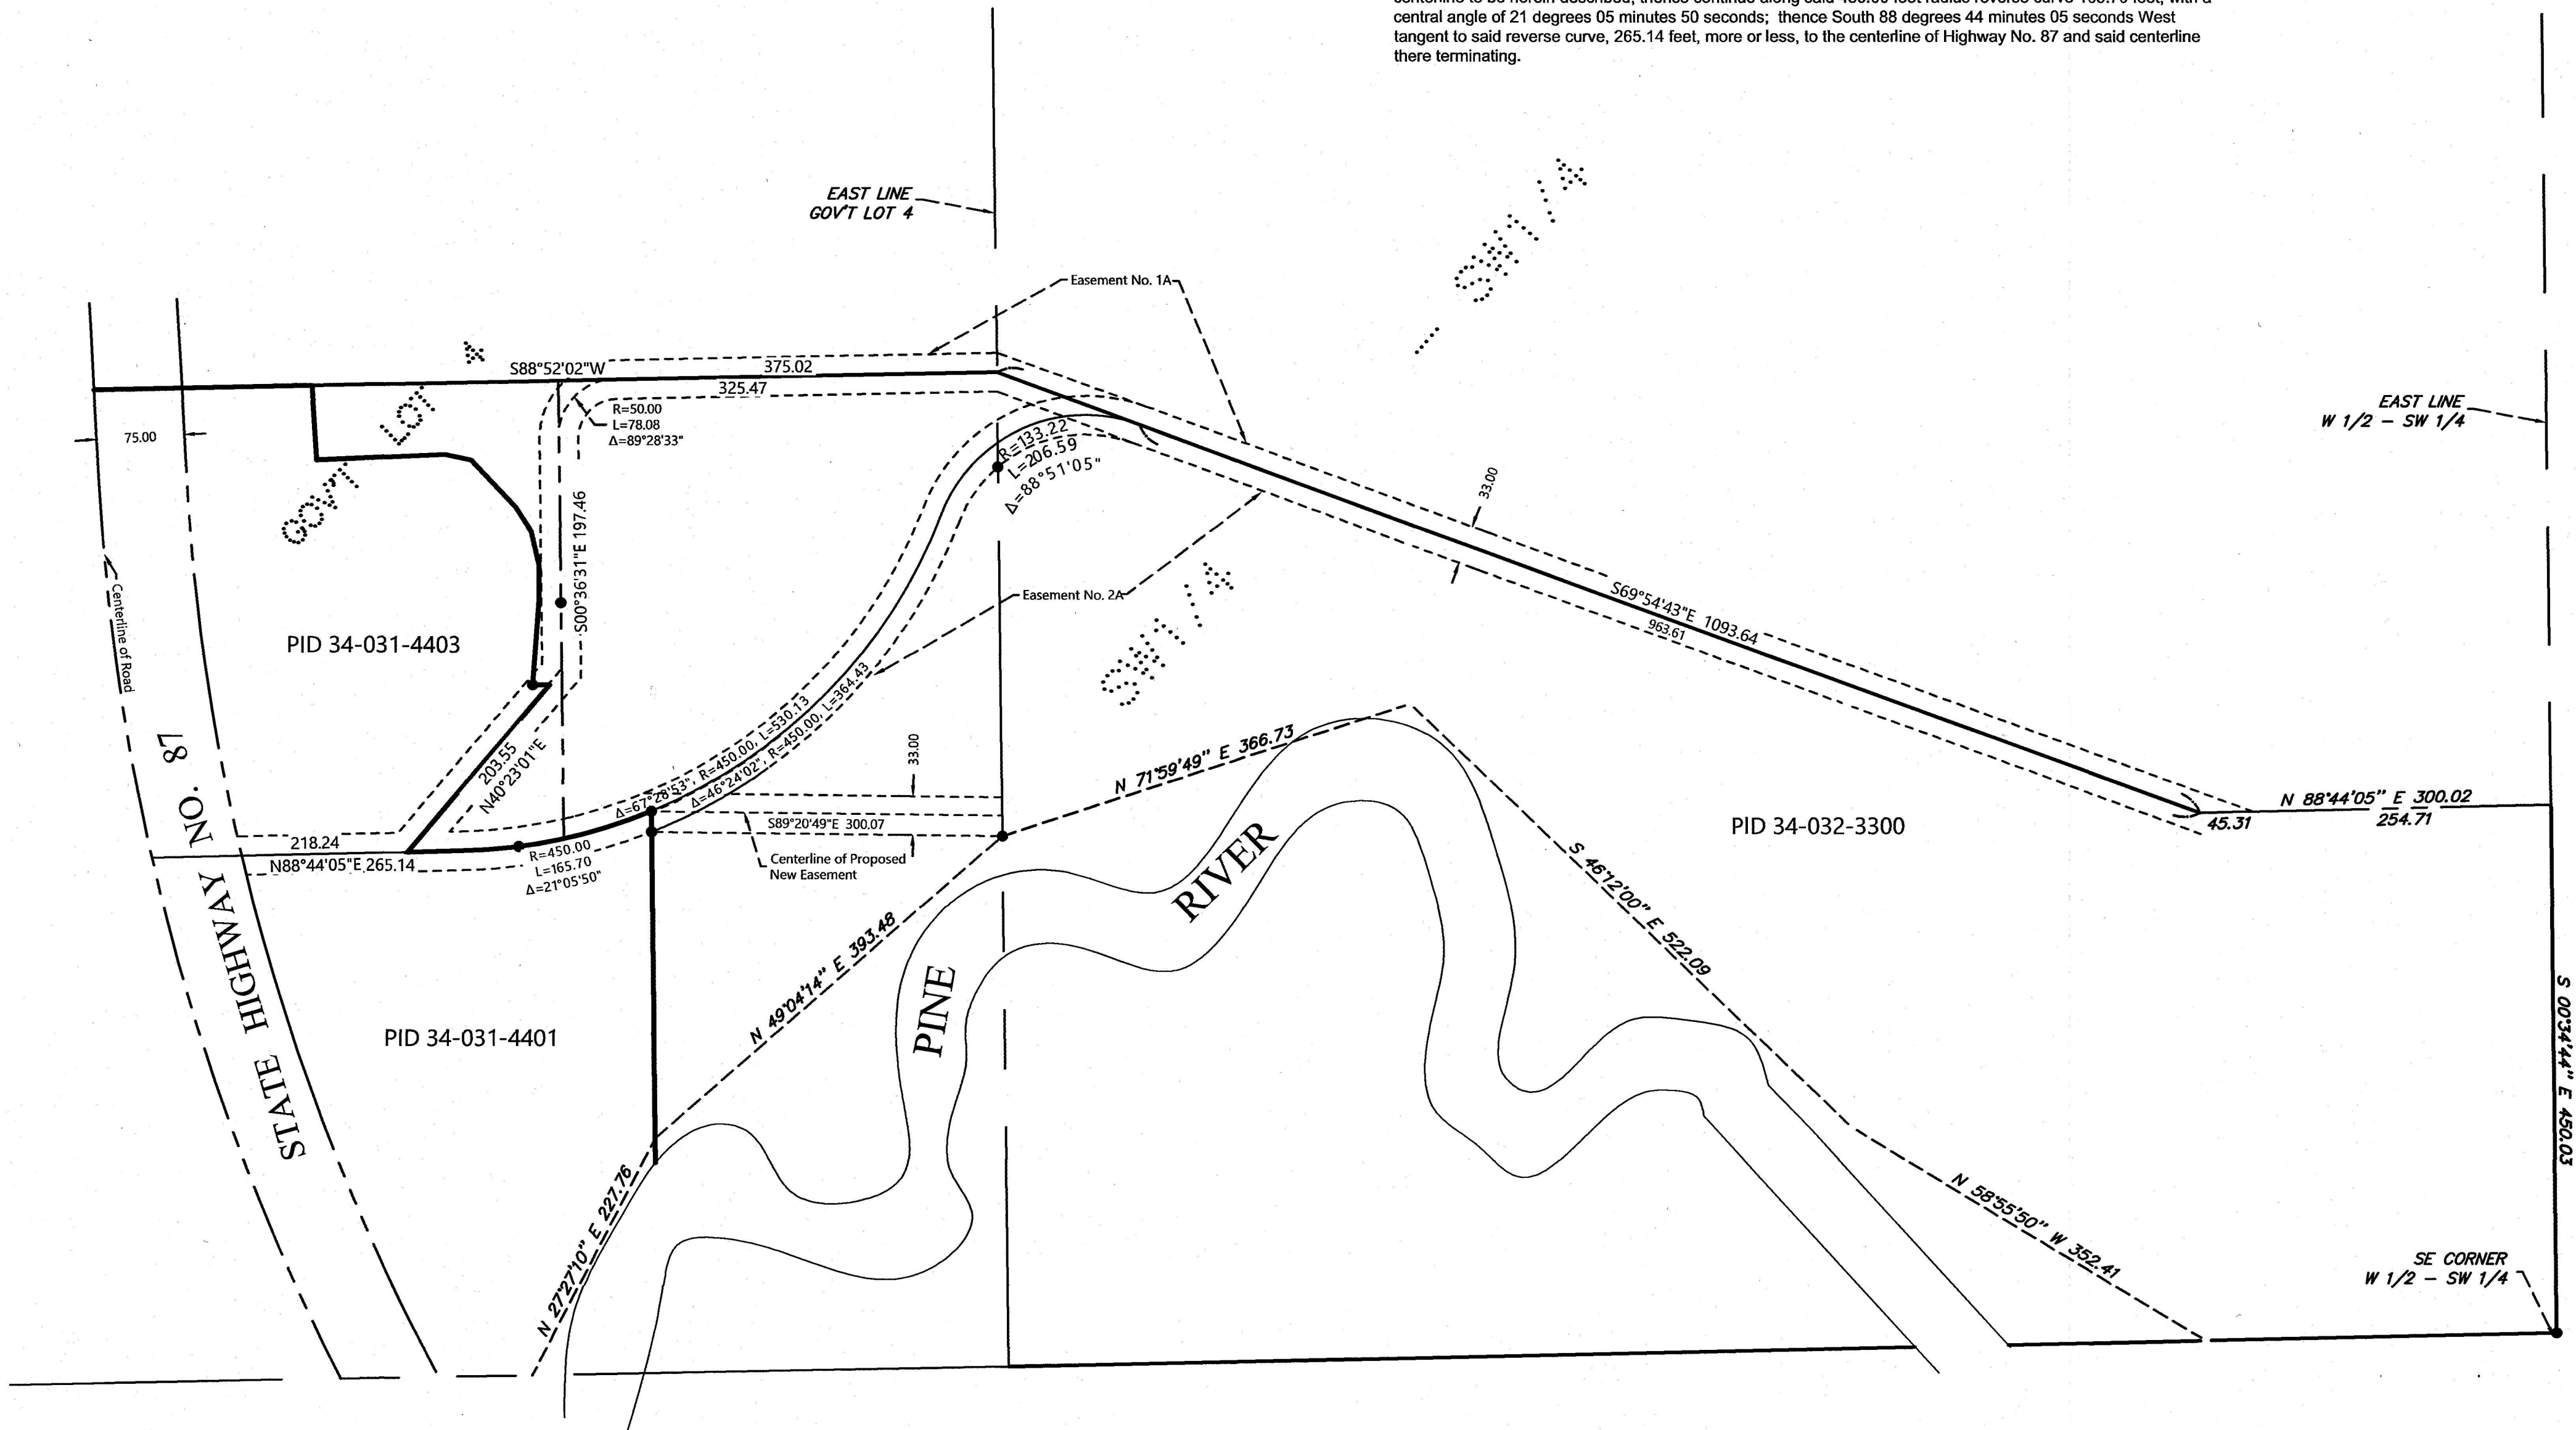 central angle of 21 degrees 05 minutes 50 seconds; thence South 88 degrees 44 minutes 05 seconds West
tangent to said reverse curve, 265.14 feet, more or less, to the centerline of Highway No. 87 and said centerline
there terminating.
EAST LINE
GOV'T LOT 4
SW1/4
Easement No. 1A
S88°52'02"W
375.02
325.47
R=50.00
L=78.08
Δ=89°28'33"
75.00
GOV'T LOT 4
EAST LINE
W 1/2 - SW 1/4
R=133.22
L=206.59
Δ=88°51'05"
33.00
S00°36'31"E 197.46
Centerline of Road
PID 34-031-4403
Easement No. 2A
SW1/4
S69°54'43"E 1093.64
963.61
203.55
N40°23'01"E
Δ=67°28'53", R=450.00, L=530.13
Δ=46°24'02", R=450.00, L=364.43
33.00
N 71°59'49" E 366.73
S89°20'49"E 300.07
Centerline of Proposed
New Easement
218.24
N88°44'05"E 265.14
R=450.00
L=165.70
Δ=21°05'50"
N 88°44'05" E 300.02
45.31
254.71
PID 34-032-3300
STATE HIGHWAY NO. 87
PID 34-031-4401
N 49°04'14" E 393.48
PINE RIVER
S 46°12'00" E 522.09
S 00°34'44" E 450.03
N 27°27'10" E 227.76
N 58°55'50" W 352.41
SE CORNER
W 1/2 - SW 1/4